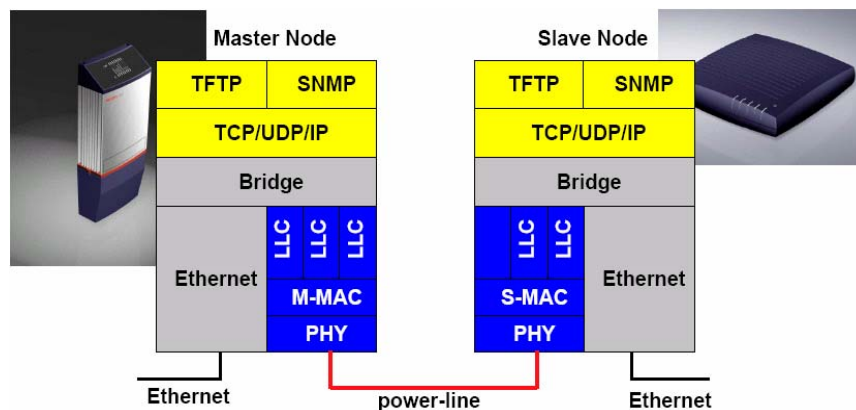 Master Node
Slave Node
TFTP SNMP
TFTP SNMP
TCP/UDP/IP
TCP/UDP/IP
Bridge
Bridge
Ethernet
LLC
LLC
LLC
LLC
LLC
Ethernet
M-MAC
S-MAC
PHY
PHY
Ethernet
power-line
Ethernet